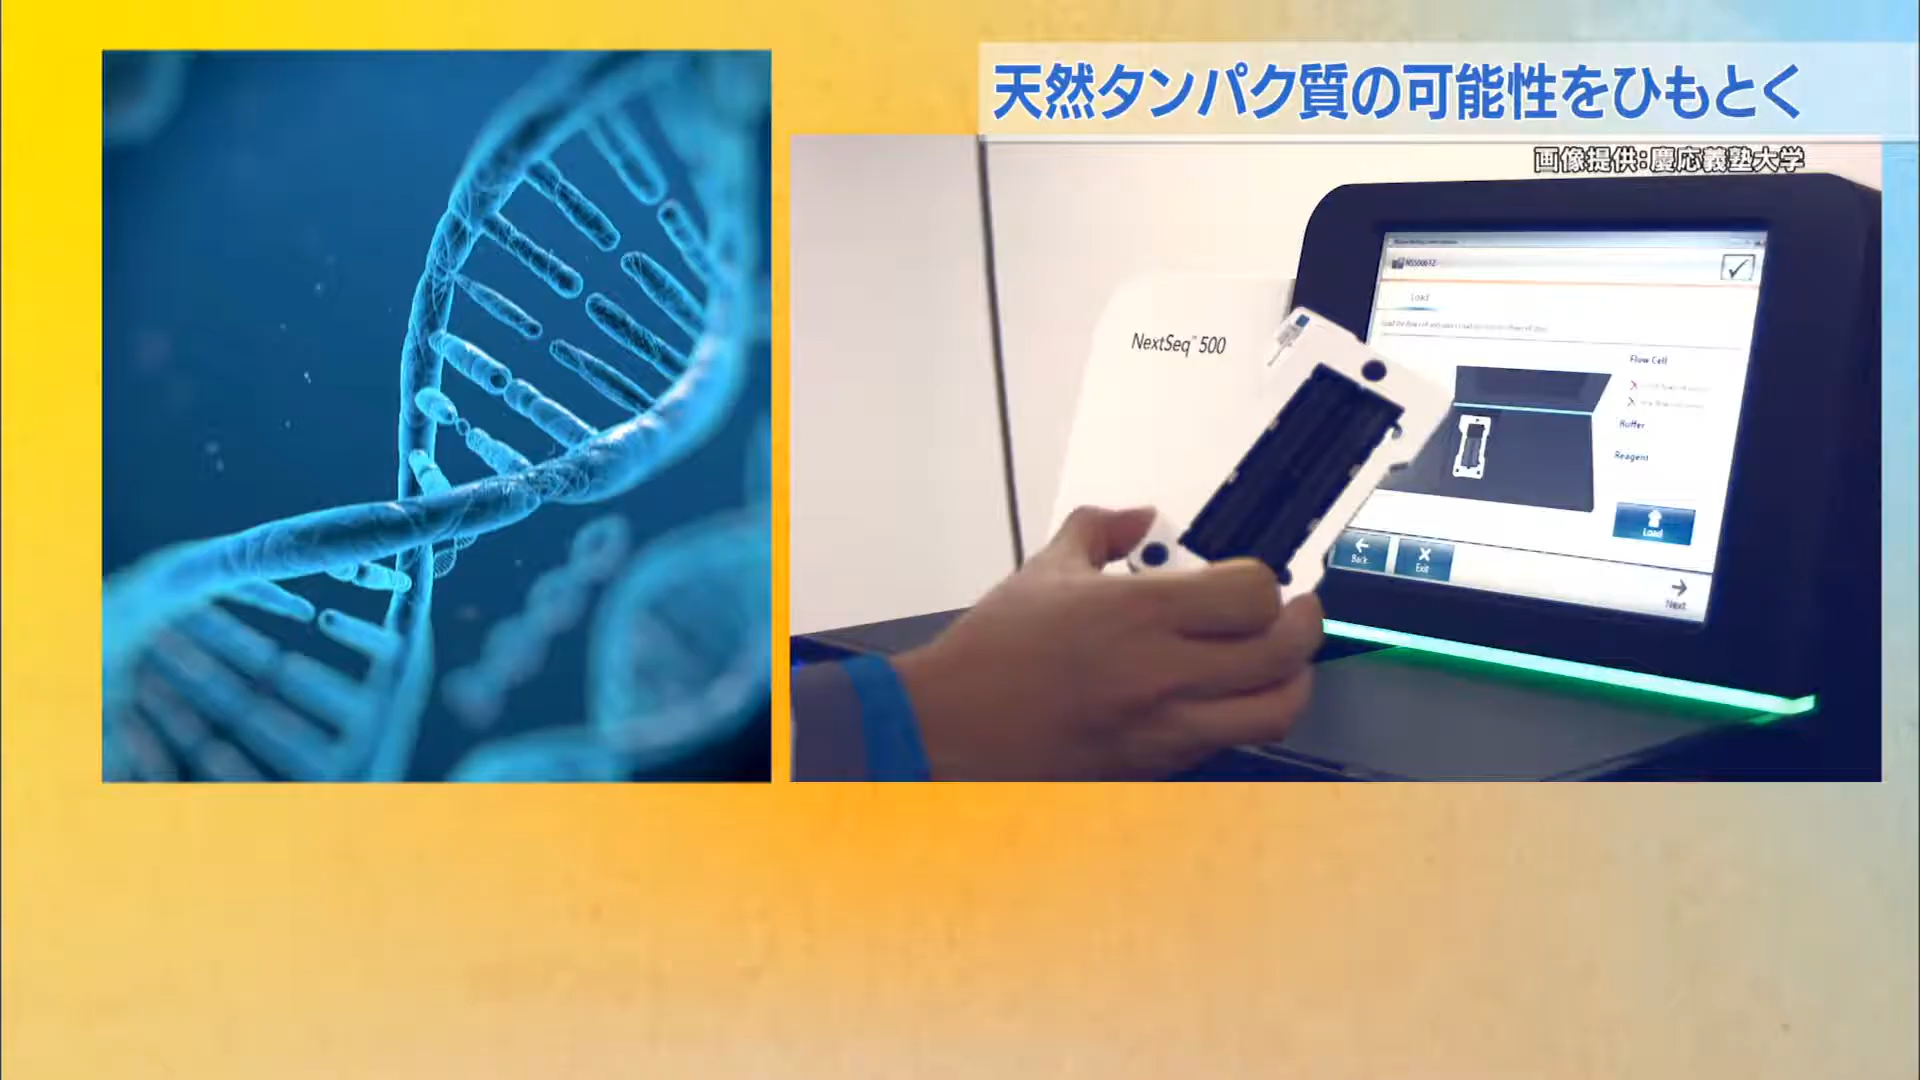 天然タンパク質の可能性をひもとく
画像提供:慶応義塾大学
NextSeq™ 500
Load
Flow Cell
Buffer
Reagent
Load
Back
Exit
Next